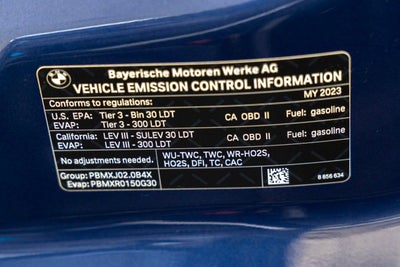 BMW
Bayerische Motoren Werke AG
VEHICLE EMISSION CONTROL INFORMATION
MY 2023
Conforms to regulations:
U.S. EPA: Tier 3 - Bin 30 LDT CA OBD II Fuel: gasoline
EVAP: Tier 3 - 300 LDT
California: LEV III - SULEV 30 LDT CA OBD II Fuel: gasoline
EVAP: LEV III - 300 LDT
No adjustments needed. WU-TWC, TWC, WR-HO2S,
HO2S, DFI, TC, CAC
Group: PBMXJ02.0B4X
Evap: PBMXR0150G30
8 856 634